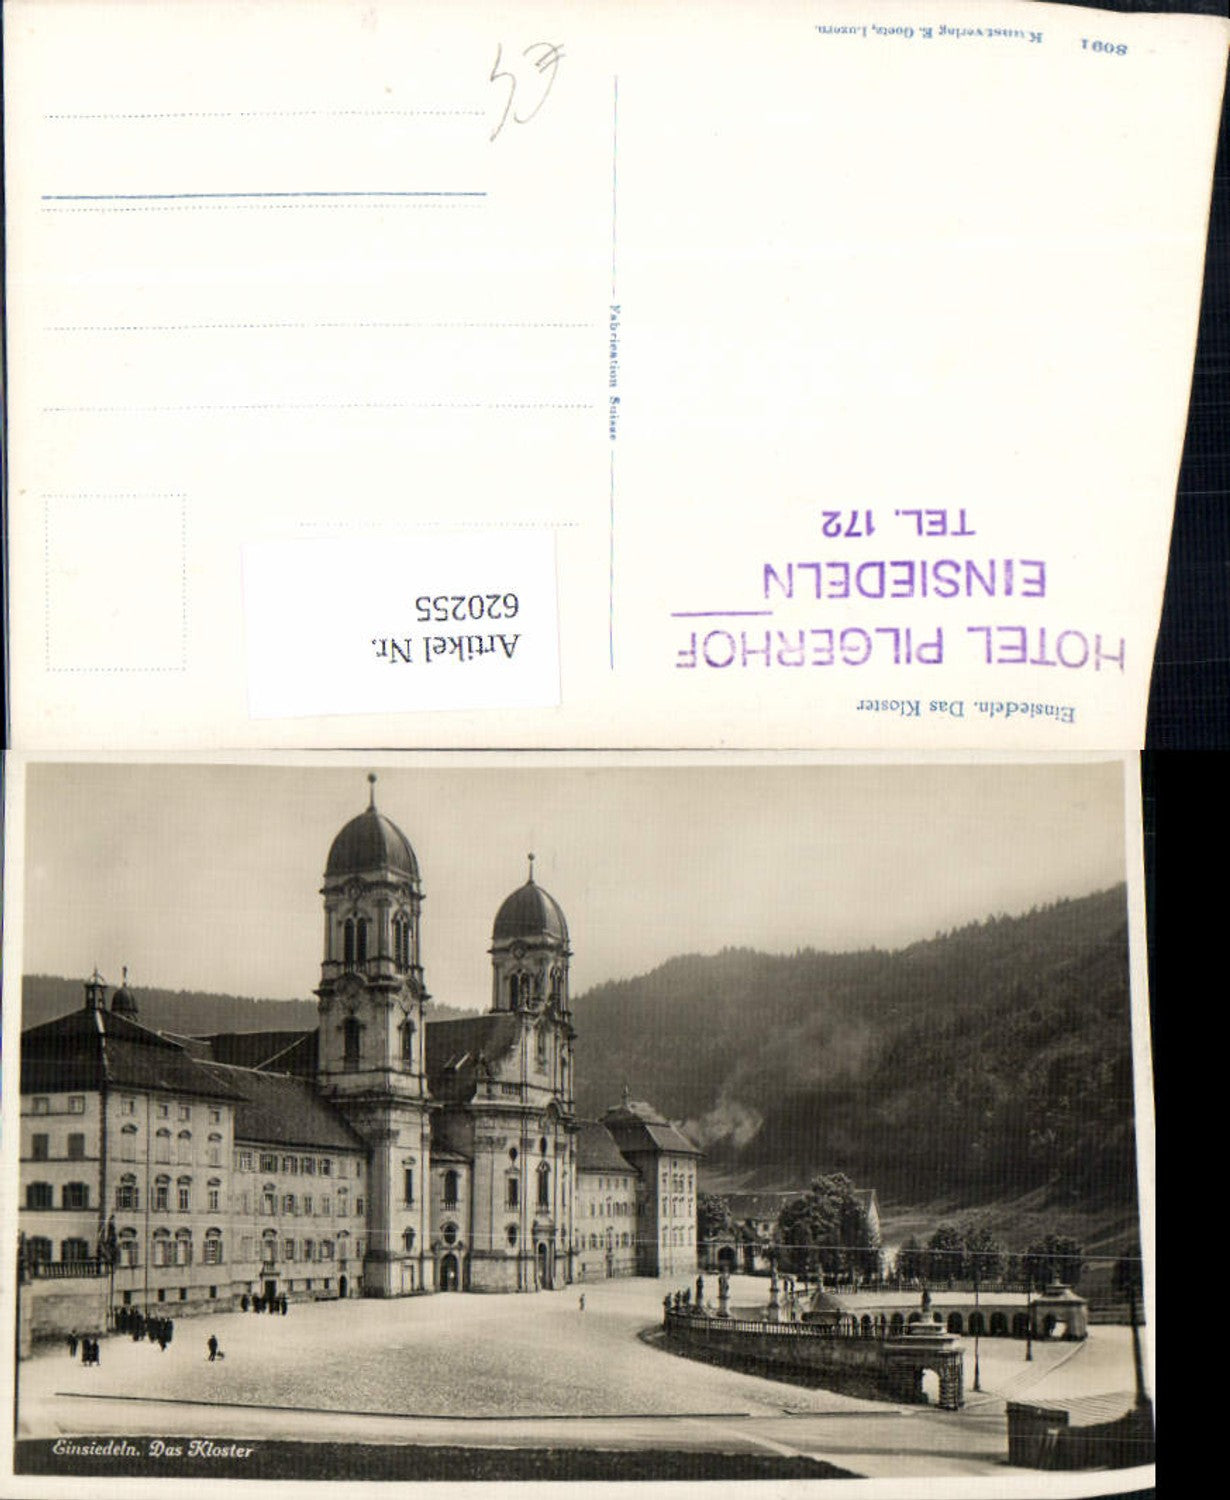 8091 Kunstverlag E. Goetz, Luzern.
Fabrication Suisse
TEL. 172
EINSIEDELN
HOTEL PILGERHOF
Einsiedeln. Das Kloster
Artikel Nr.
620255
Einsiedeln. Das Kloster